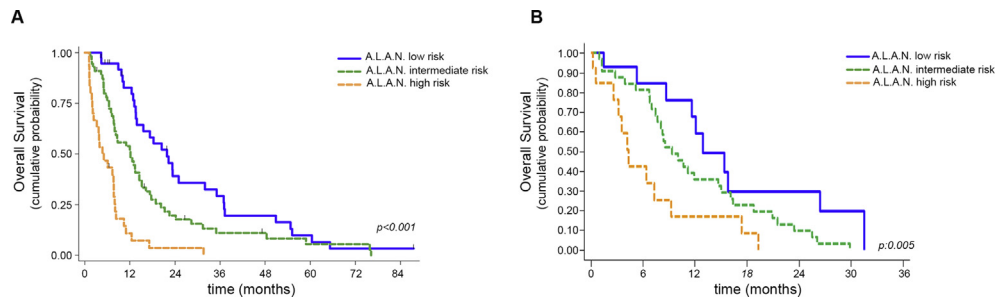 A
A.L.A.N. low risk
A.L.A.N. intermediate risk
A.L.A.N. high risk
1.00
0.75
0.50
0.25
0.00
Overall Survival
(cumulative probaibility)
p<0.001
0 12 24 36 48 60 72 84
time (months)
B
A.L.A.N. low risk
A.L.A.N. intermediate risk
A.L.A.N. high risk
1.00
0.90
0.80
0.70
0.60
0.50
0.40
0.30
0.20
0.10
0.00
Overall Survival
(cumulative probability)
p:0.005
0 6 12 18 24 30 36
time (months)